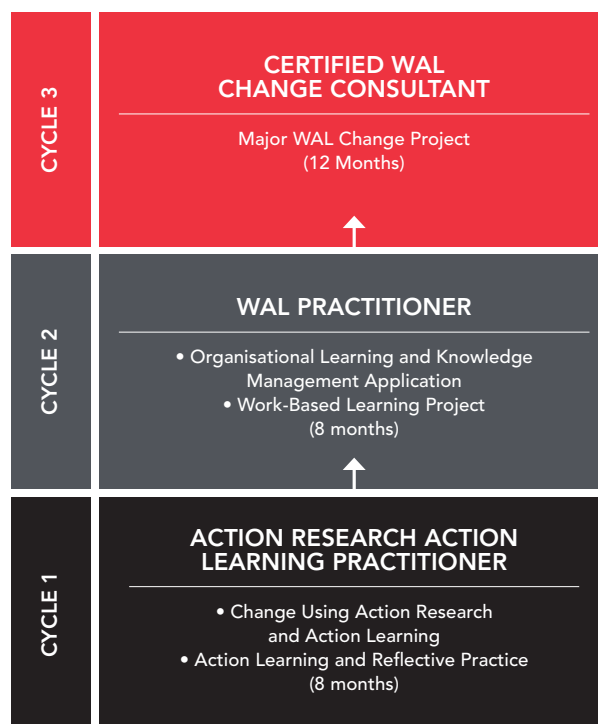 CYCLE 3
CERTIFIED WAL
CHANGE CONSULTANT
Major WAL Change Project
(12 Months)
CYCLE 2
WAL PRACTITIONER
• Organisational Learning and Knowledge
Management Application
• Work-Based Learning Project
(8 months)
CYCLE 1
ACTION RESEARCH ACTION
LEARNING PRACTITIONER
• Change Using Action Research
and Action Learning
• Action Learning and Reflective Practice
(8 months)